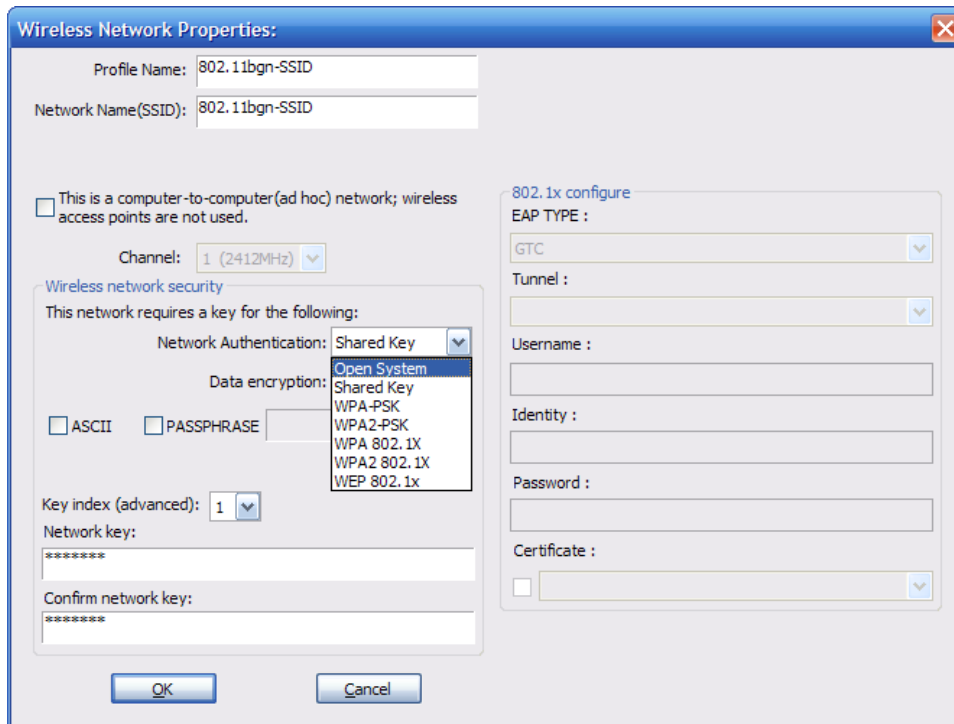 Wireless Network Properties:
Profile Name: 802.11bgn-SSID
Network Name(SSID): 802.11bgn-SSID
This is a computer-to-computer(ad hoc) network; wireless
access points are not used.
Channel: 1 (2412MHz)
Wireless network security
This network requires a key for the following:
Network Authentication: Shared Key
Open System
Data encryption:
Shared Key
WPA-PSK
WPA2-PSK
WPA 802.1X
WPA2 802.1X
WEP 802.1x
ASCII PASSPHRASE
Key index (advanced): 1
Network key:
*******
Confirm network key:
*******
OK Cancel
802.1x configure
EAP TYPE :
GTC
Tunnel :
Username :
Identity :
Password :
Certificate :